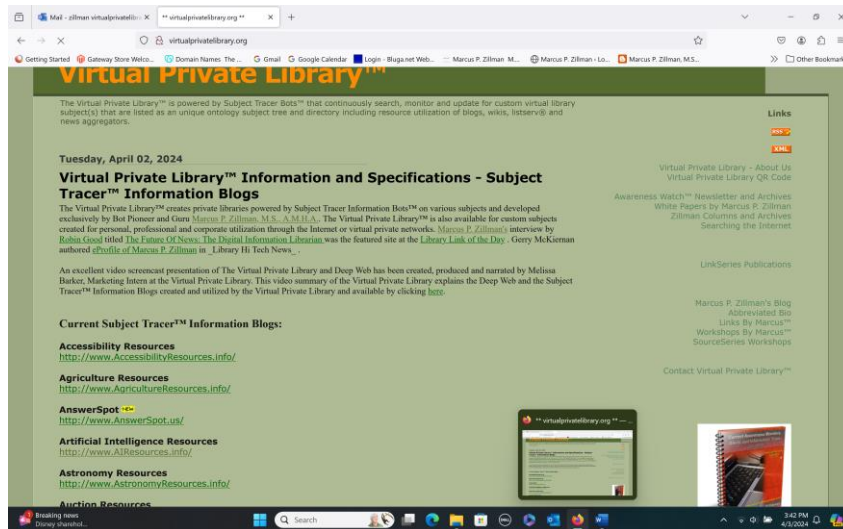 Mail - zillman virtualprivatelibr
** virtualprivatelibrary.org **
virtualprivatelibrary.org
Getting Started
Gateway Store Welco...
Domain Names The ...
Gmail
Google Calendar
Login - Bluga.net Web...
Marcus P. Zillman M...
Marcus P. Zillman - Lo...
Marcus P. Zillman, M.S...
Other Bookmark
Virtual Private Library™
The Virtual Private Library™ is powered by Subject Tracer Bots™ that continuously search, monitor and update for custom virtual library
subject(s) that are listed as an unique ontology subject tree and directory including resource utilization of blogs, wikis, listserv® and
news aggregators.
Tuesday, April 02, 2024
Virtual Private Library™ Information and Specifications - Subject
Tracer™ Information Blogs
The Virtual Private Library™ creates private libraries powered by Subject Tracer Information Bots™ on various subjects and developed
exclusively by Bot Pioneer and Guru Marcus P. Zillman, M.S., A.M.H.A.. The Virtual Private Library™ is also available for custom subjects
created for personal, professional and corporate utilization through the Internet or virtual private networks. Marcus P. Zillman's interview by
Robin Good titled The Future Of News: The Digital Information Librarian was the featured site at the Library Link of the Day . Gerry McKiernan
authored eProfile of Marcus P. Zillman in _Library Hi Tech News_ .
An excellent video screencast presentation of The Virtual Private Library and Deep Web has been created, produced and narrated by Melissa
Barker, Marketing Intern at the Virtual Private Library. This video summary of the Virtual Private Library explains the Deep Web and the Subject
Tracer™ Information Blogs created and utilized by the Virtual Private Library and available by clicking here.
Current Subject Tracer™ Information Blogs:
Accessibility Resources
http://www.AccessibilityResources.info/
Agriculture Resources
http://www.AgricultureResources.info/
AnswerSpot NEW
http://www.AnswerSpot.us/
Artificial Intelligence Resources
http://www.AIResources.info/
Astronomy Resources
http://www.AstronomyResources.info/
Auction Resources
Links
RSS
XML
Virtual Private Library - About Us
Virtual Private Library QR Code
Awareness Watch™ Newsletter and Archives
White Papers by Marcus P. Zillman
Zillman Columns and Archives
Searching the Internet
LinkSeries Publications
Marcus P. Zillman's Blog
Abbreviated Bio
Links By Marcus™
Workshops By Marcus™
SourceSeries Workshops
Contact Virtual Private Library™
** virtualprivatelibrary.org ** — ...
Breaking news
Disney sharehol...
Search
3:42 PM
4/3/2024